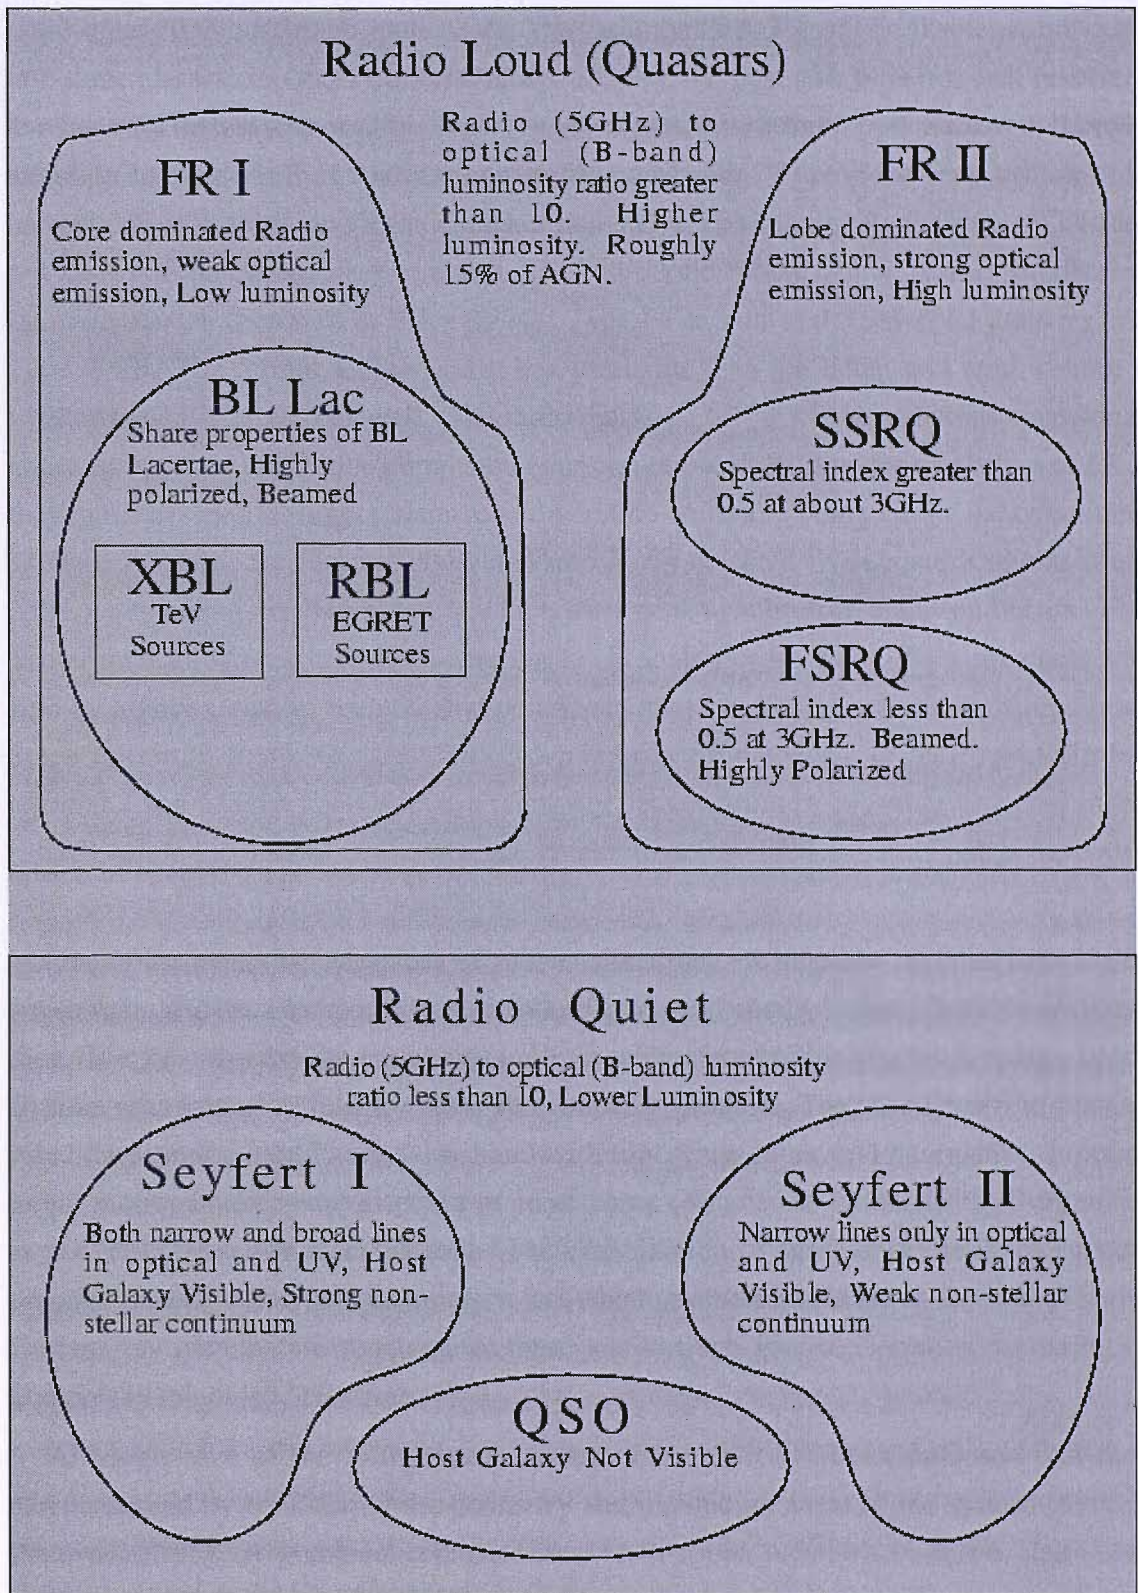 Radio Loud (Quasars)
Radio (5GHz) to
optical (B-band)
luminosity ratio greater
than 10. Higher
luminosity. Roughly
15% of AGN.
FR I
Core dominated Radio
emission, weak optical
emission, Low luminosity
BL Lac
Share properties of BL
Lacertae, Highly
polarized, Beamed
XBL
TeV
Sources
RBL
EGRET
Sources
FR II
Lobe dominated Radio
emission, strong optical
emission, High luminosity
SSRQ
Spectral index greater than
0.5 at about 3GHz.
FSRQ
Spectral index less than
0.5 at 3GHz. Beamed.
Highly Polarized
Radio Quiet
Radio (5GHz) to optical (B-band) luminosity
ratio less than 10, Lower Luminosity
Seyfert I
Both narrow and broad lines
in optical and UV, Host
Galaxy Visible, Strong non-
stellar continuum
Seyfert II
Narrow lines only in optical
and UV, Host Galaxy
Visible, Weak non-stellar
continuum
QSO
Host Galaxy Not Visible